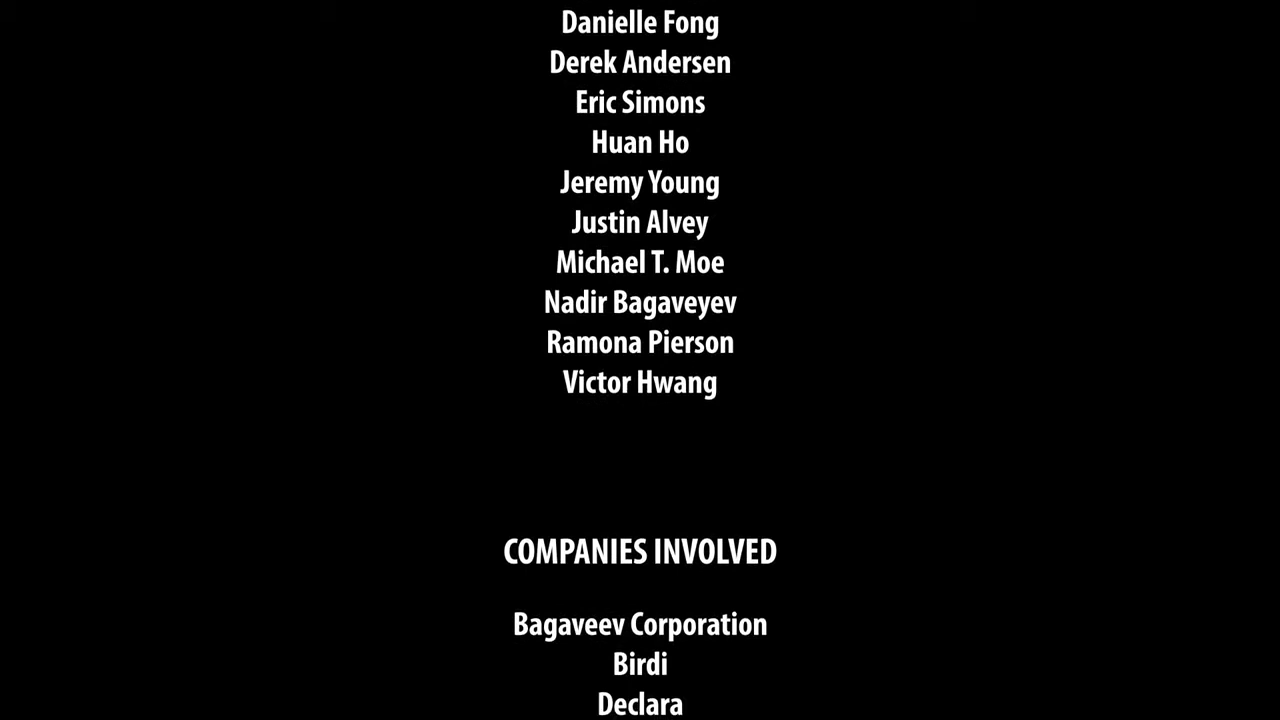 Danielle Fong
Derek Andersen
Eric Simons
Huan Ho
Jeremy Young
Justin Alvey
Michael T. Moe
Nadir Bagaveyev
Ramona Pierson
Victor Hwang
COMPANIES INVOLVED
Bagaveev Corporation
Birdi
Declara